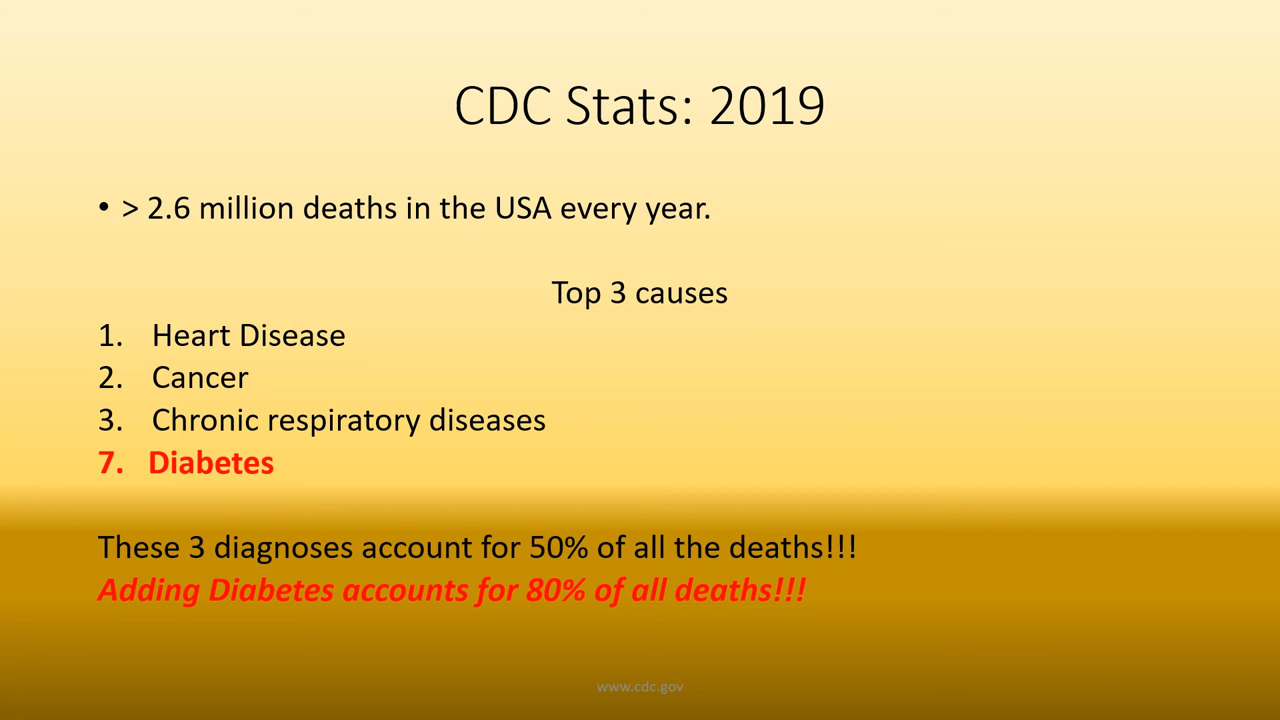 CDC Stats: 2019
• > 2.6 million deaths in the USA every year.
Top 3 causes
1. Heart Disease
2. Cancer
3. Chronic respiratory diseases
7. Diabetes
These 3 diagnoses account for 50% of all the deaths!!!
Adding Diabetes accounts for 80% of all deaths!!!
www.cdc.gov